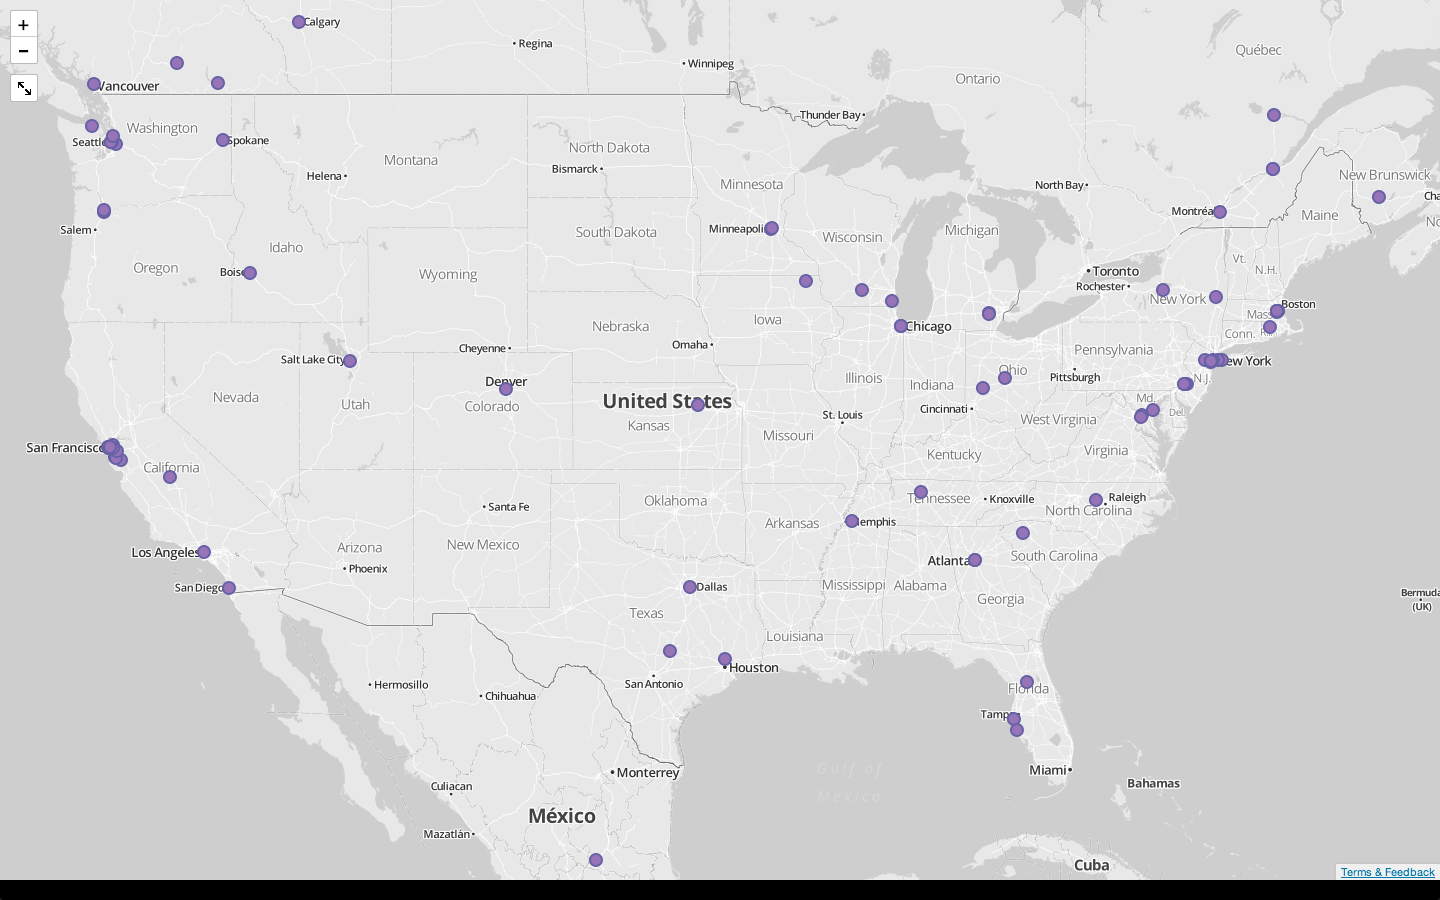 +
Calgary
Regina
Québec
−
Winnipeg
Ontario
Vancouver
Thunder Bay
Washington
Seattle
Spokane
North Dakota
Montana
Bismarck
Helena
Minnesota
North Bay
New Brunswick
Cha
Montréa
Maine
No
Salem
Minneapoli
South Dakota
Wisconsin
Michigan
Idaho
Vt.
N.H.
Oregon
Boise
Wyoming
Toronto
Rochester
New York
Boston
Mass
Iowa
Chicago
Nebraska
Conn.
R.I.
Omaha
Cheyenne
Pennsylvania
Salt Lake City
New York
Ohio
Pittsburgh
Denver
Illinois
Indiana
N.J.
Nevada
Utah
Colorado
United States
Md.
Del.
Cincinnati
St. Louis
West Virginia
Kansas
Missouri
San Francisco
Virginia
Kentucky
California
Tennessee
Knoxville
Raleigh
Oklahoma
Santa Fe
North Carolina
Arkansas
Memphis
Arizona
New Mexico
Los Angeles
Atlanta
South Carolina
Phoenix
San Diego
Dallas
Mississippi
Alabama
Georgia
Bermuda
(UK)
Texas
Louisiana
Houston
Hermosillo
San Antonio
Florida
Chihuahua
Tampa
Gulf of
Mexico
Miami
Monterrey
Bahamas
Culiacan
México
Mazatlán
Cuba
Terms & Feedback